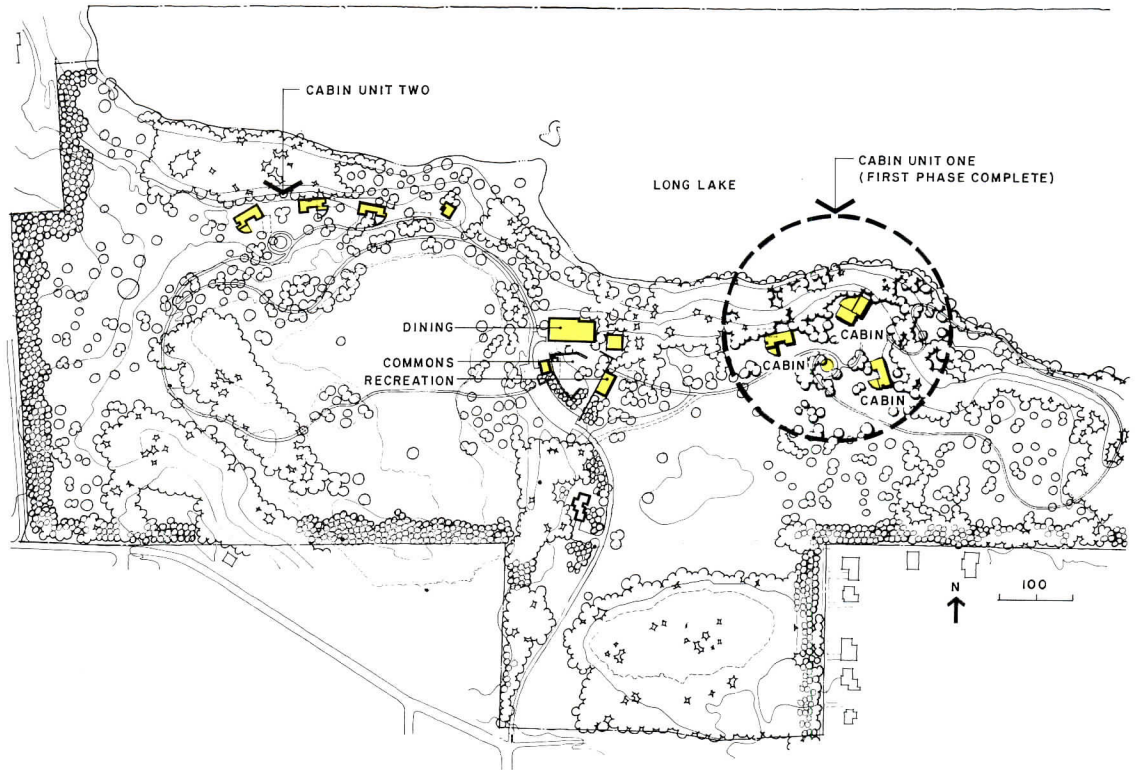 CABIN UNIT TWO
CABIN UNIT ONE
(FIRST PHASE COMPLETE)
LONG LAKE
DINING
COMMONS
RECREATION
CABIN
CABIN
CABIN
N
100